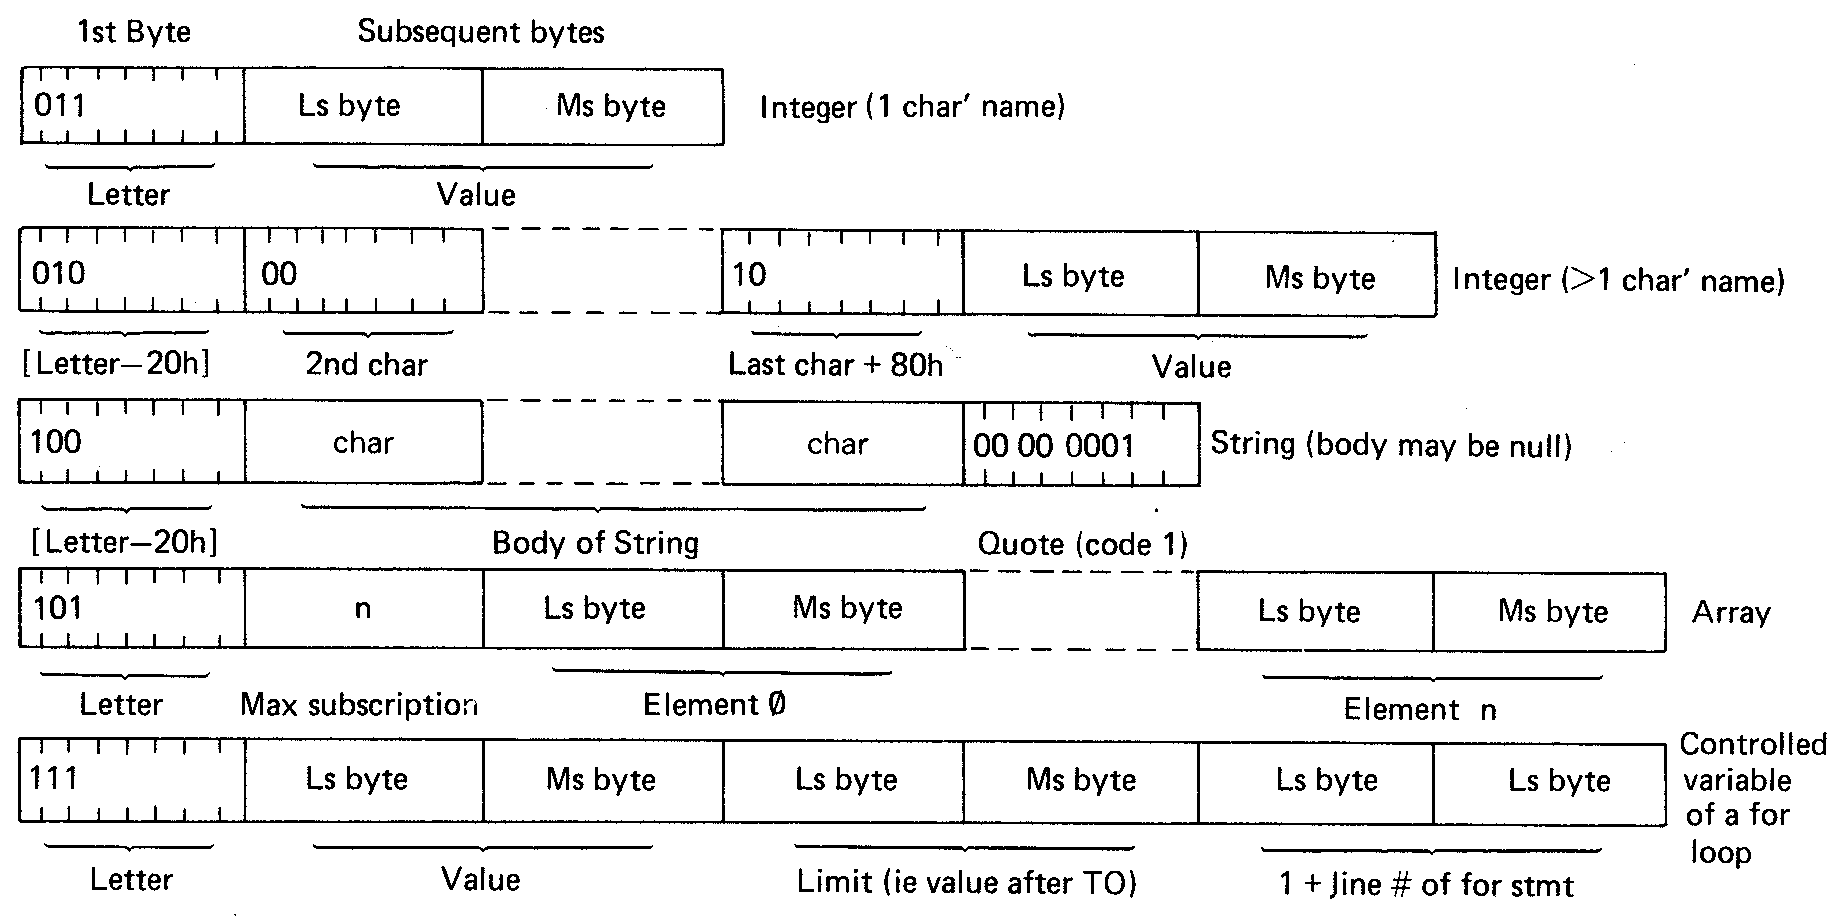 1st Byte Subsequent bytes
011 Ls byte Ms byte Integer (1 char' name)
Letter Value
010 00 10 Ls byte Ms byte Integer (>1 char' name)
[Letter–20h] 2nd char Last char + 80h Value
100 char char 00 00 0001 String (body may be null)
[Letter–20h] Body of String Quote (code 1)
101 n Ls byte Ms byte Ls byte Ms byte Array
Letter Max subscription Element Ø Element n
111 Ls byte Ms byte Ls byte Ms byte Ls byte Ls byte Controlled
variable
of a for
loop
Letter Value Limit (ie value after TO) 1 + Jine # of for stmt